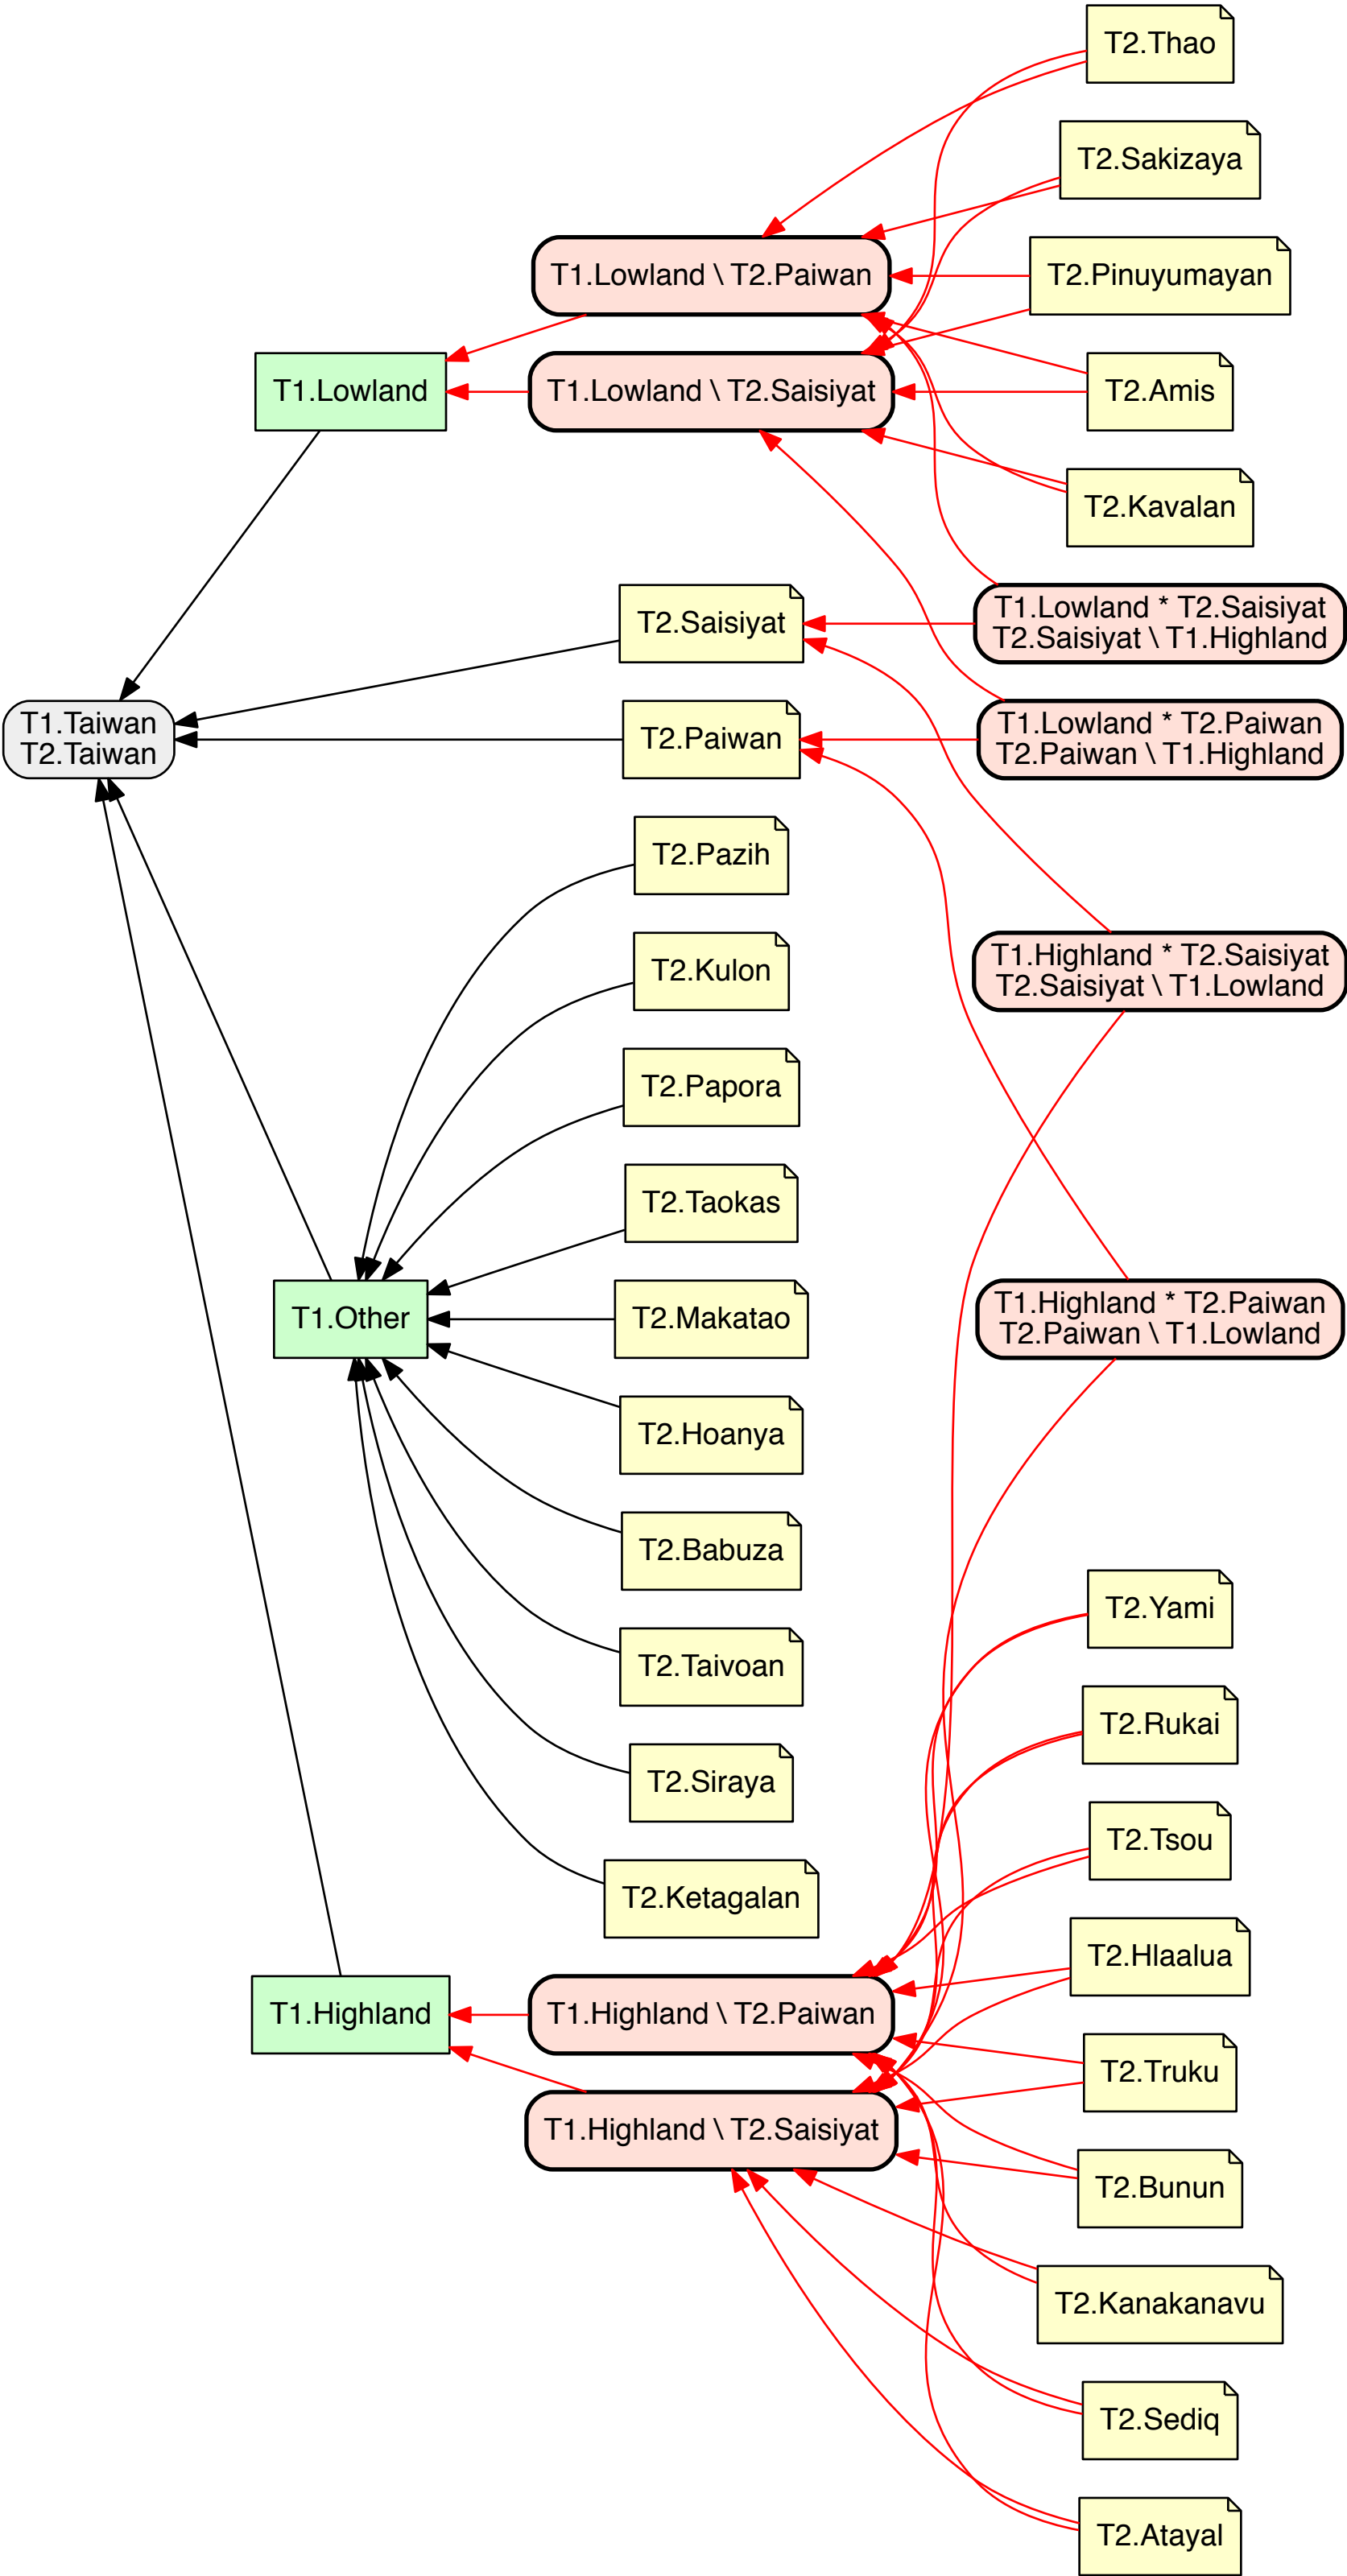 T2.Thao
T2.Sakizaya
T1.Lowland \ T2.Paiwan
T2.Pinuyumayan
T1.Lowland
T1.Lowland \ T2.Saisiyat
T2.Amis
T2.Kavalan
T2.Saisiyat
T1.Lowland * T2.Saisiyat
T2.Saisiyat \ T1.Highland
T1.Taiwan
T2.Taiwan
T2.Paiwan
T1.Lowland * T2.Paiwan
T2.Paiwan \ T1.Highland
T2.Pazih
T2.Kulon
T1.Highland * T2.Saisiyat
T2.Saisiyat \ T1.Lowland
T2.Papora
T2.Taokas
T1.Other
T2.Makatao
T1.Highland * T2.Paiwan
T2.Paiwan \ T1.Lowland
T2.Hoanya
T2.Babuza
T2.Yami
T2.Taivoan
T2.Rukai
T2.Siraya
T2.Tsou
T2.Ketagalan
T2.Hlaalua
T1.Highland
T1.Highland \ T2.Paiwan
T2.Truku
T1.Highland \ T2.Saisiyat
T2.Bunun
T2.Kanakanavu
T2.Sediq
T2.Atayal